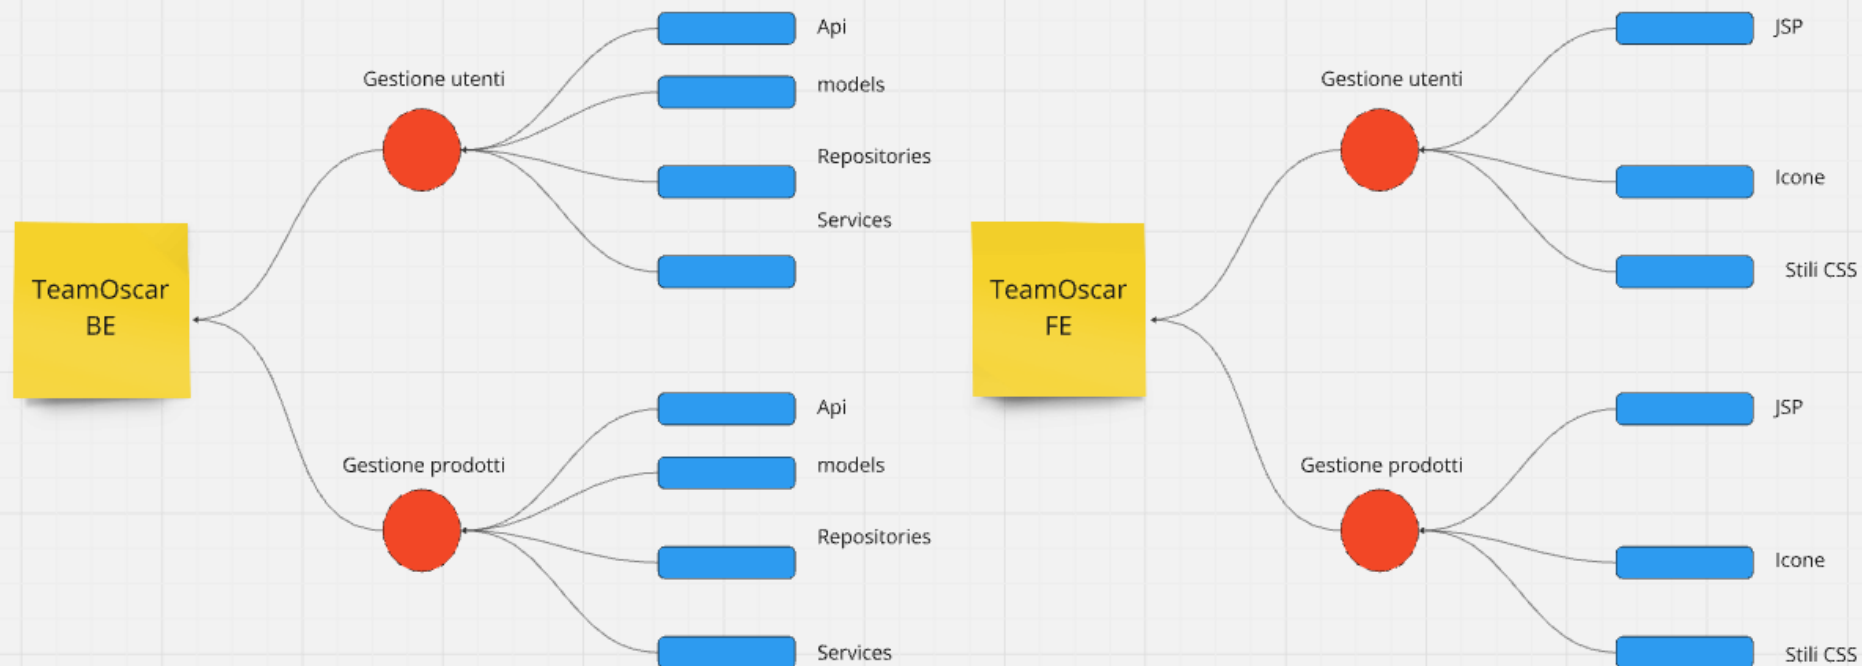 Api
Gestione utenti
models
Repositories
Services
TeamOscar
BE
Api
Gestione prodotti
models
Repositories
Services
JSP
Gestione utenti
Icone
Stili CSS
TeamOscar
FE
JSP
Gestione prodotti
Icone
Stili CSS